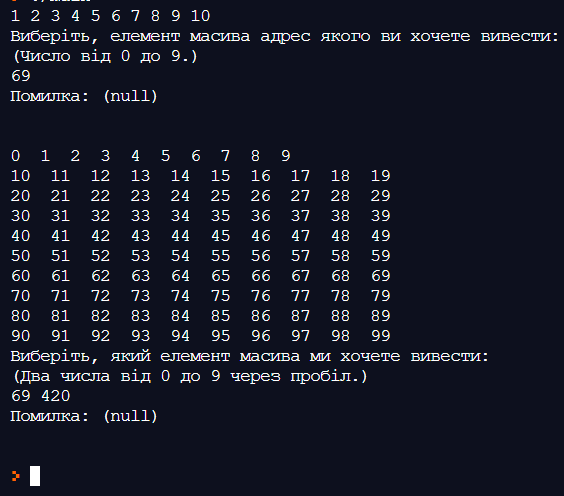 1 2 3 4 5 6 7 8 9 10
Виберіть, елемент масива адрес якого ви хочете вивести:
(Число від 0 до 9.)
69
Помилка: (null)
0 1 2 3 4 5 6 7 8 9
10 11 12 13 14 15 16 17 18 19
20 21 22 23 24 25 26 27 28 29
30 31 32 33 34 35 36 37 38 39
40 41 42 43 44 45 46 47 48 49
50 51 52 53 54 55 56 57 58 59
60 61 62 63 64 65 66 67 68 69
70 71 72 73 74 75 76 77 78 79
80 81 82 83 84 85 86 87 88 89
90 91 92 93 94 95 96 97 98 99
Виберіть, який елемент масива ми хочете вивести:
(Два числа від 0 до 9 через пробіл.)
69 420
Помилка: (null)
>